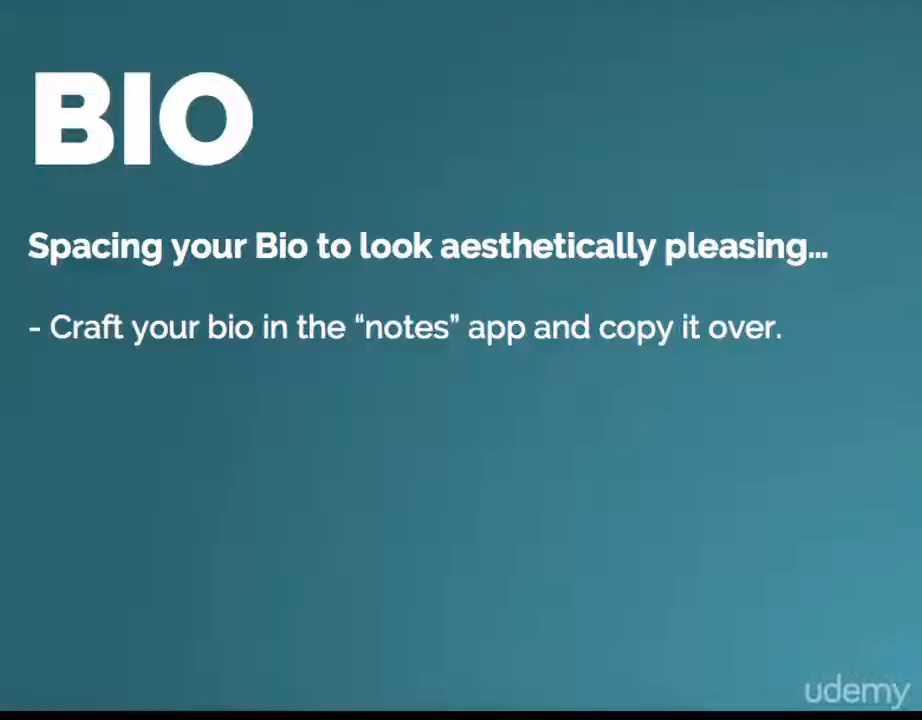 BIO
Spacing your Bio to look aesthetically pleasing...
- Craft your bio in the “notes” app and copy it over.
udemy